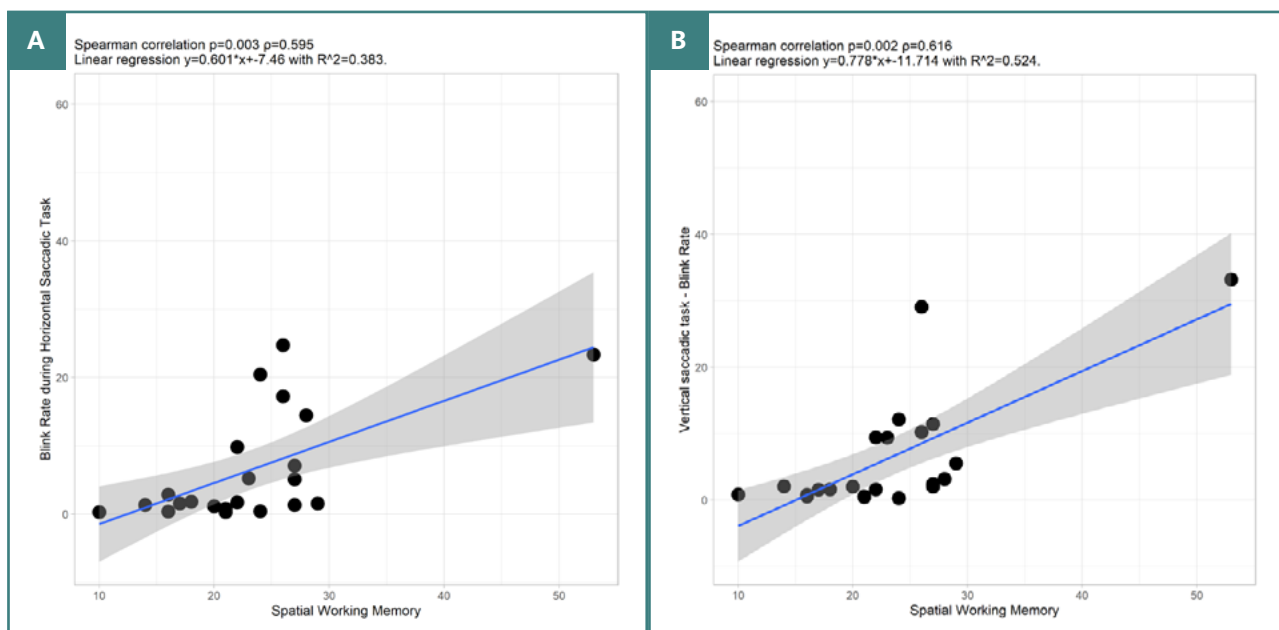 A
Spearman correlation p=0.003 ρ=0.595
Linear regression y=0.601*x+-7.46 with R^2=0.383.
60
40
20
0
Blink Rate during Horizontal Saccadic Task
10
20
30
40
50
Spatial Working Memory
B
Spearman correlation p=0.002 ρ=0.616
Linear regression y=0.778*x+-11.714 with R^2=0.524.
60
40
20
0
Vertical saccadic task - Blink Rate
10
20
30
40
50
Spatial Working Memory